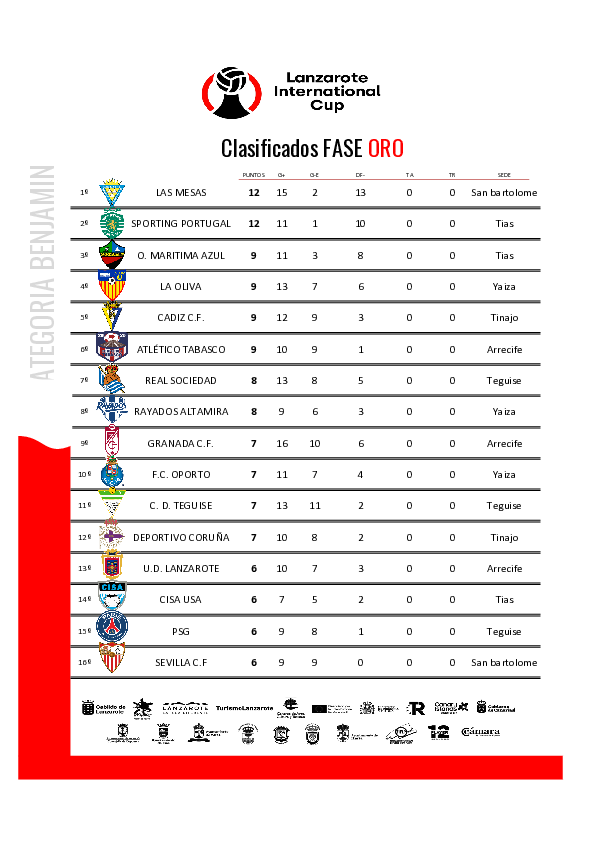 Lanzarote
International
Cup
Clasificados FASE ORO
ATEGORIA BENJAMIN
PUNTOS G+ G-E DF- TA TR SEDE
1º LAS MESAS 12 15 2 13 0 0 San bartolome
2º SPORTING PORTUGAL 12 11 1 10 0 0 Tias
3º O. MARITIMA AZUL 9 11 3 8 0 0 Tias
4º LA OLIVA 9 13 7 6 0 0 Yaiza
5º CADIZ C.F. 9 12 9 3 0 0 Tinajo
6º ATLÉTICO TABASCO 9 10 9 1 0 0 Arrecife
7º REAL SOCIEDAD 8 13 8 5 0 0 Teguise
8º RAYADOS ALTAMIRA 8 9 6 3 0 0 Yaiza
9º GRANADA C.F. 7 16 10 6 0 0 Arrecife
10º F.C. OPORTO 7 11 7 4 0 0 Yaiza
11º C. D. TEGUISE 7 13 11 2 0 0 Teguise
12º DEPORTIVO CORUÑA 7 10 8 2 0 0 Tinajo
13º U.D. LANZAROTE 6 10 7 3 0 0 Arrecife
CISA
14º CISA USA 6 7 5 2 0 0 Tias
15º PSG 6 9 8 1 0 0 Teguise
16º SEVILLA C.F 6 9 9 0 0 0 San bartolome
Cabildo de
Lanzarote
LANZAROTE
TurismoLanzarote
Canary
Islands
Cámara